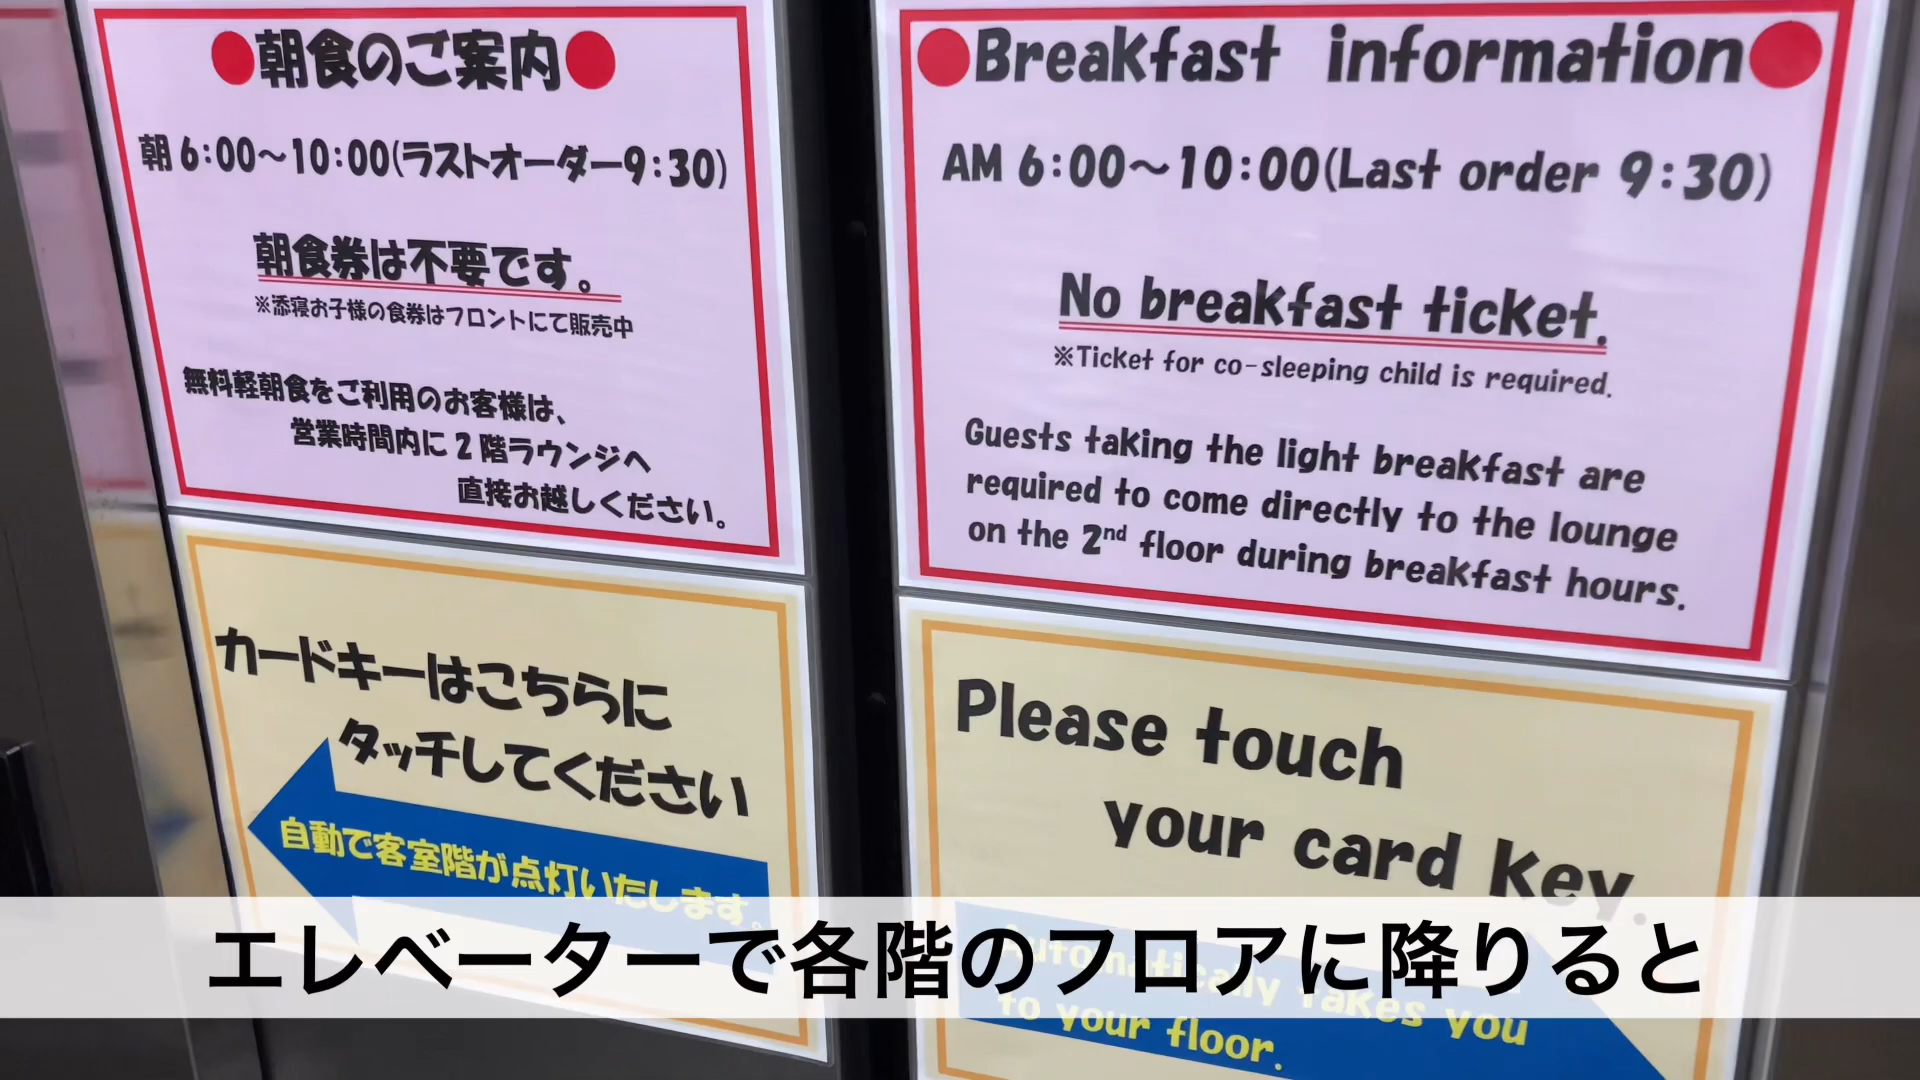 ●朝食のご案内●
朝 6:00～10:00(ラストオーダー9:30)
朝食券は不要です。
※添寝お子様の食券はフロントにて販売中
無料軽朝食をご利用のお客様は、
営業時間内に2階ラウンジへ
直接お越しください。
●Breakfast information●
AM 6:00～10:00(Last order 9:30)
No breakfast ticket.
※Ticket for co-sleeping child is required.
Guests taking the light breakfast are
required to come directly to the lounge
on the 2nd floor during breakfast hours.
カードキーはこちらに
タッチしてください
自動で客室階が点灯いたします。
Please touch
your card key.
Automatically takes you
to your floor.
エレベーターで各階のフロアに降りると